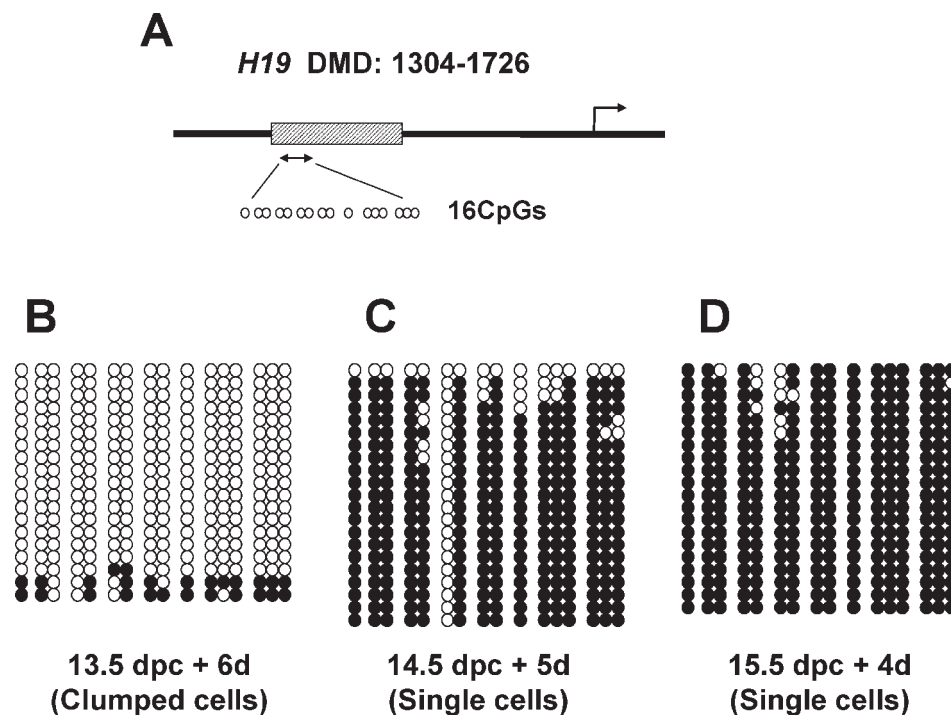 A
H19 DMD: 1304-1726
16CpGs
B
C
D
13.5 dpc + 6d
(Clumped cells)
14.5 dpc + 5d
(Single cells)
15.5 dpc + 4d
(Single cells)